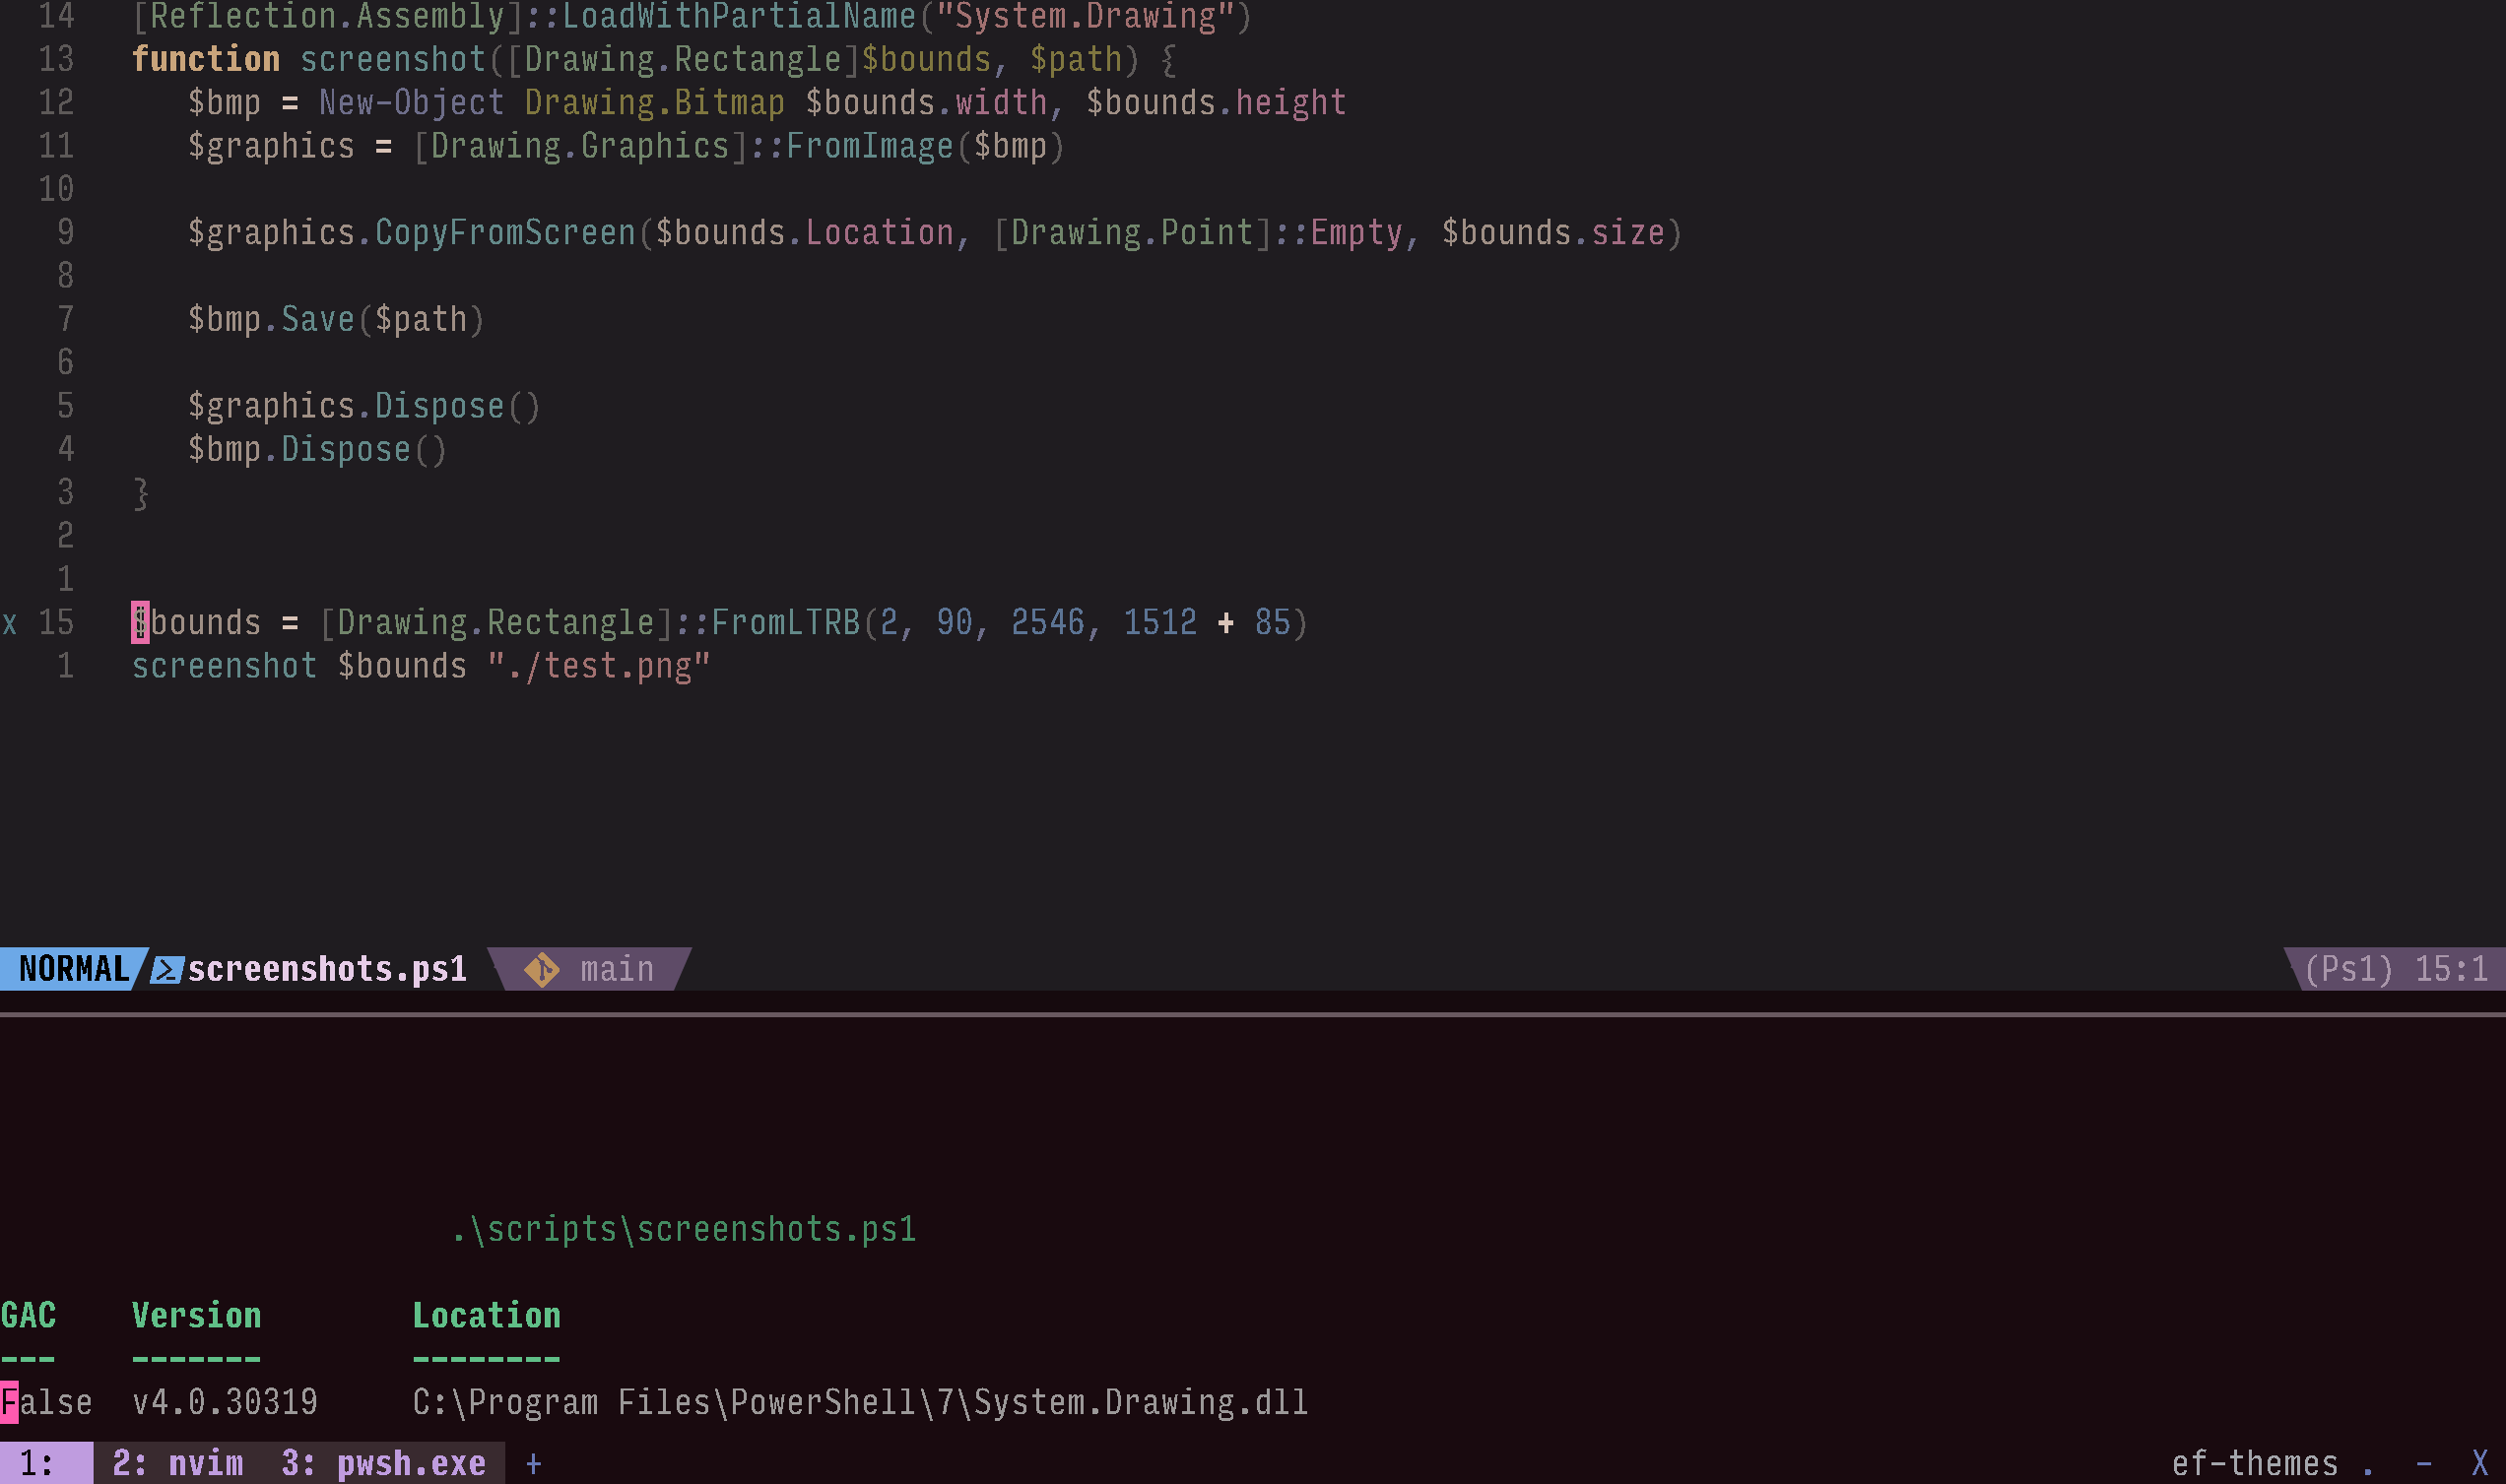 14 [Reflection.Assembly]::LoadWithPartialName("System.Drawing")
13 function screenshot([Drawing.Rectangle]$bounds, $path) {
12 $bmp = New-Object Drawing.Bitmap $bounds.width, $bounds.height
11 $graphics = [Drawing.Graphics]::FromImage($bmp)
10
9 $graphics.CopyFromScreen($bounds.Location, [Drawing.Point]::Empty, $bounds.size)
8
7 $bmp.Save($path)
6
5 $graphics.Dispose()
4 $bmp.Dispose()
3 }
2
1
x 15 $bounds = [Drawing.Rectangle]::FromLTRB(2, 90, 2546, 1512 + 85)
1 screenshot $bounds "./test.png"
NORMAL screenshots.ps1 main (Ps1) 15:1
.\scripts\screenshots.ps1
GAC Version Location
--- ------- --------
False v4.0.30319 C:\Program Files\PowerShell\7\System.Drawing.dll
1: 2: nvim 3: pwsh.exe + ef-themes . - X